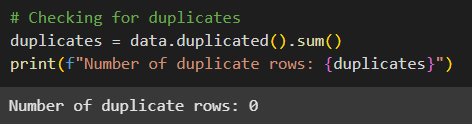 # Checking for duplicates
duplicates = data.duplicated().sum()
print(f"Number of duplicate rows: {duplicates}")
Number of duplicate rows: 0